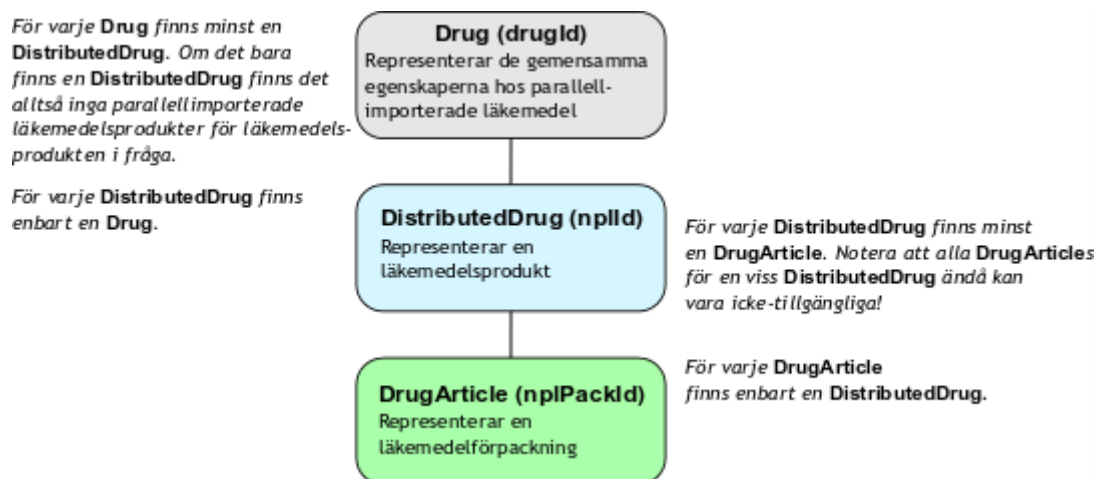 För varje Drug finns minst en
DistributedDrug. Om det bara
finns en DistributedDrug finns det
alltså inga parallellimporterade
läkemedelsprodukter för läkemedels-
produkten i fråga.
För varje DistributedDrug finns
enbart en Drug.
Drug (drugId)
Representerar de gemensamma
egenskaperna hos parallell-
importerade läkemedel
DistributedDrug (nplId)
Representerar en
läkemedelsprodukt
För varje DistributedDrug finns minst
en DrugArticle. Notera att alla DrugArticles
för en viss DistributedDrug ändå kan
vara icke-tillgängliga!
DrugArticle (nplPackId)
Representerar en
läkemedelförpackning
För varje DrugArticle
finns enbart en DistributedDrug.